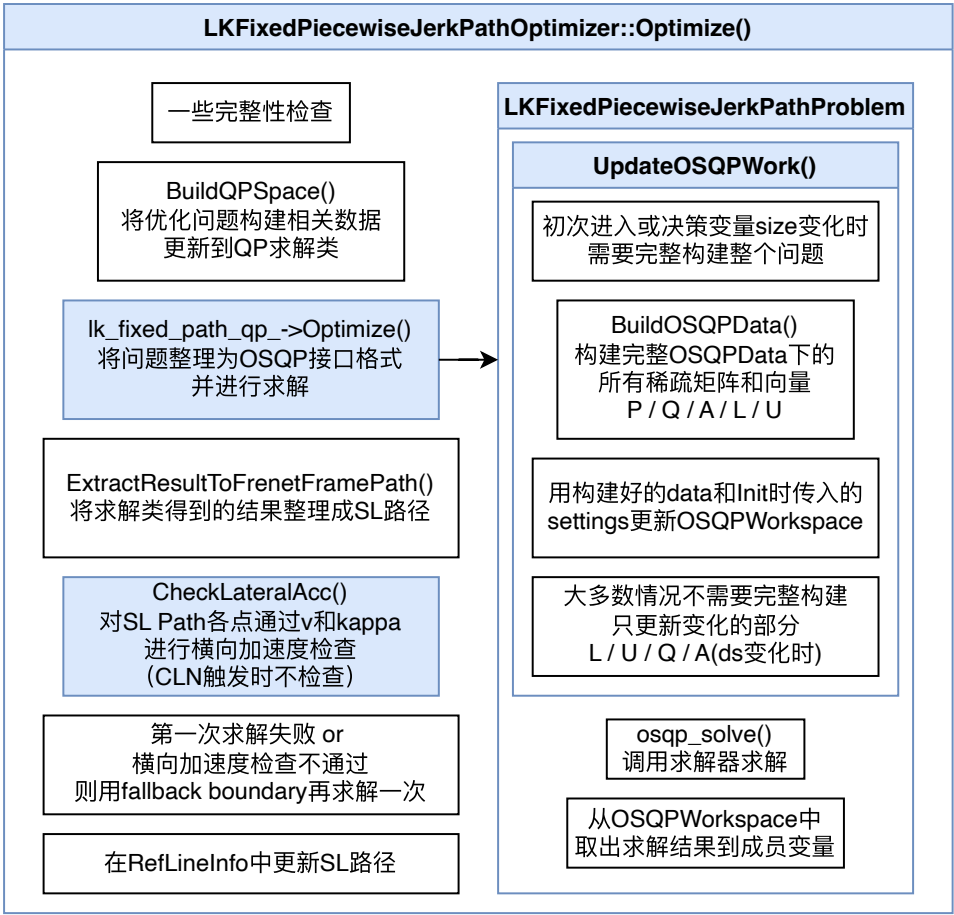 LKFixedPiecewiseJerkPathOptimizer::Optimize()
一些完整性检查
BuildQPSpace()
将优化问题构建相关数据
更新到QP求解类
lk_fixed_path_qp_->Optimize()
将问题整理为OSQP接口格式
并进行求解
ExtractResultToFrenetFramePath()
将求解类得到的结果整理成SL路径
CheckLateralAcc()
对SL Path各点通过v和kappa
进行横向加速度检查
（CLN触发时不检查）
第一次求解失败 or
横向加速度检查不通过
则用fallback boundary再求解一次
在RefLineInfo中更新SL路径
LKFixedPiecewiseJerkPathProblem
UpdateOSQPWork()
初次进入或决策变量size变化时
需要完整构建整个问题
BuildOSQPData()
构建完整OSQPData下的
所有稀疏矩阵和向量
P / Q / A / L / U
用构建好的data和Init时传入的
settings更新OSQPWorkspace
大多数情况不需要完整构建
只更新变化的部分
L / U / Q / A(ds变化时)
osqp_solve()
调用求解器求解
从OSQPWorkspace中
取出求解结果到成员变量